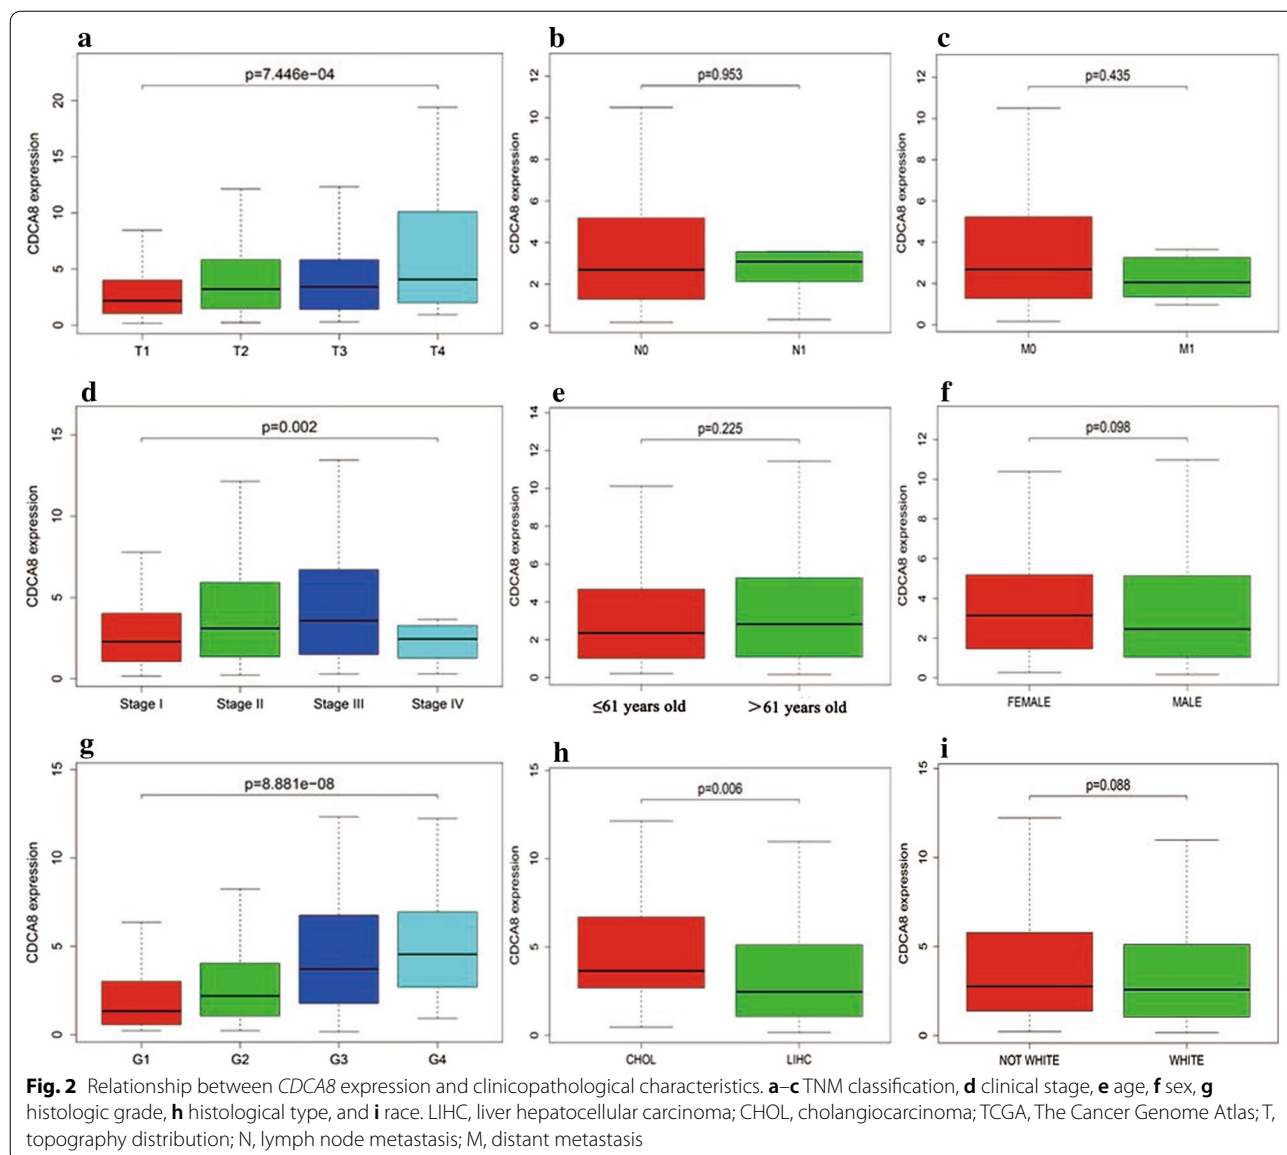 a
p=7.446e−04
CDCA8 expression
20
15
10
5
0
T1 T2 T3 T4
b
p=0.953
CDCA8 expression
12
10
8
6
4
2
0
N0 N1
c
p=0.435
CDCA8 expression
12
10
8
6
4
2
0
M0 M1
d
p=0.002
CDCA8 expression
15
10
5
0
Stage I Stage II Stage III Stage IV
e
p=0.225
CDCA8 expression
14
12
10
8
6
4
2
0
≤61 years old >61 years old
f
p=0.098
CDCA8 expression
12
10
8
6
4
2
0
FEMALE MALE
g
p=8.881e−08
CDCA8 expression
15
10
5
0
G1 G2 G3 G4
h
p=0.006
CDCA8 expression
15
10
5
0
CHOL LIHC
i
p=0.088
CDCA8 expression
15
10
5
0
NOT WHITE WHITE
Fig. 2 Relationship between CDCA8 expression and clinicopathological characteristics. a–c TNM classification, d clinical stage, e age, f sex, g
histologic grade, h histological type, and i race. LIHC, liver hepatocellular carcinoma; CHOL, cholangiocarcinoma; TCGA, The Cancer Genome Atlas; T,
topography distribution; N, lymph node metastasis; M, distant metastasis